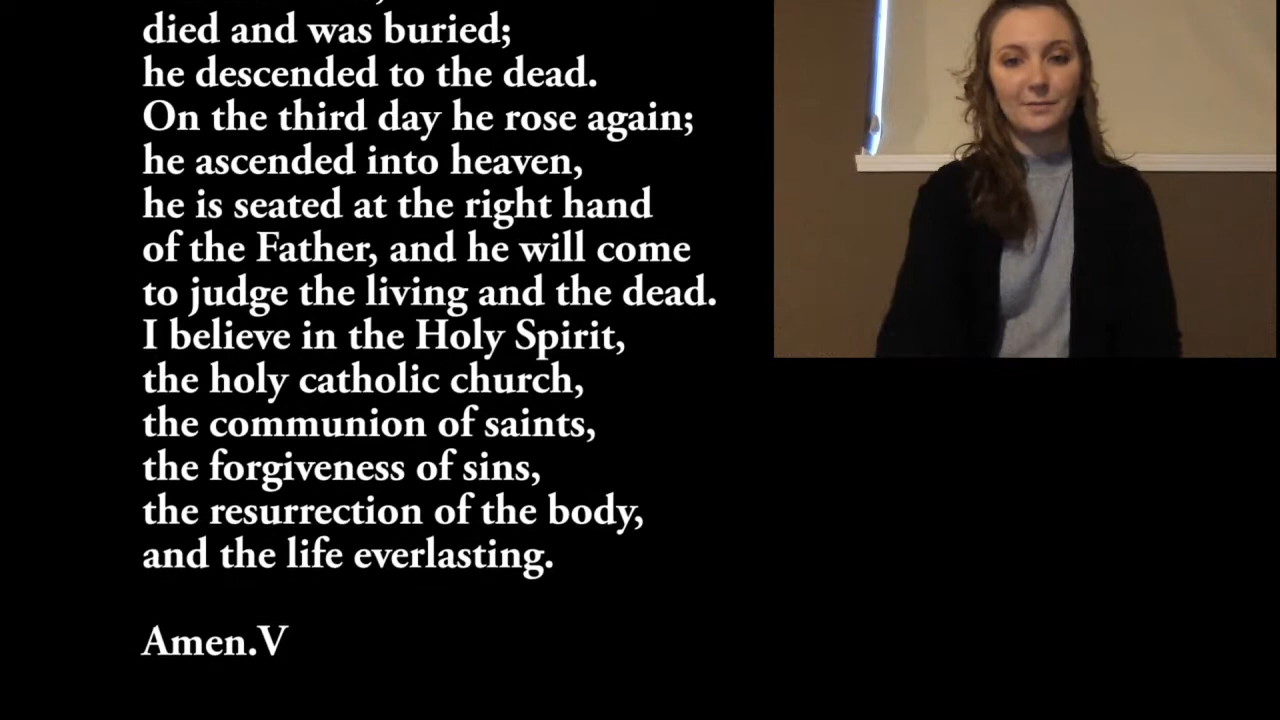 died and was buried;
he descended to the dead.
On the third day he rose again;
he ascended into heaven,
he is seated at the right hand
of the Father, and he will come
to judge the living and the dead.
I believe in the Holy Spirit,
the holy catholic church,
the communion of saints,
the forgiveness of sins,
the resurrection of the body,
and the life everlasting.
Amen.V